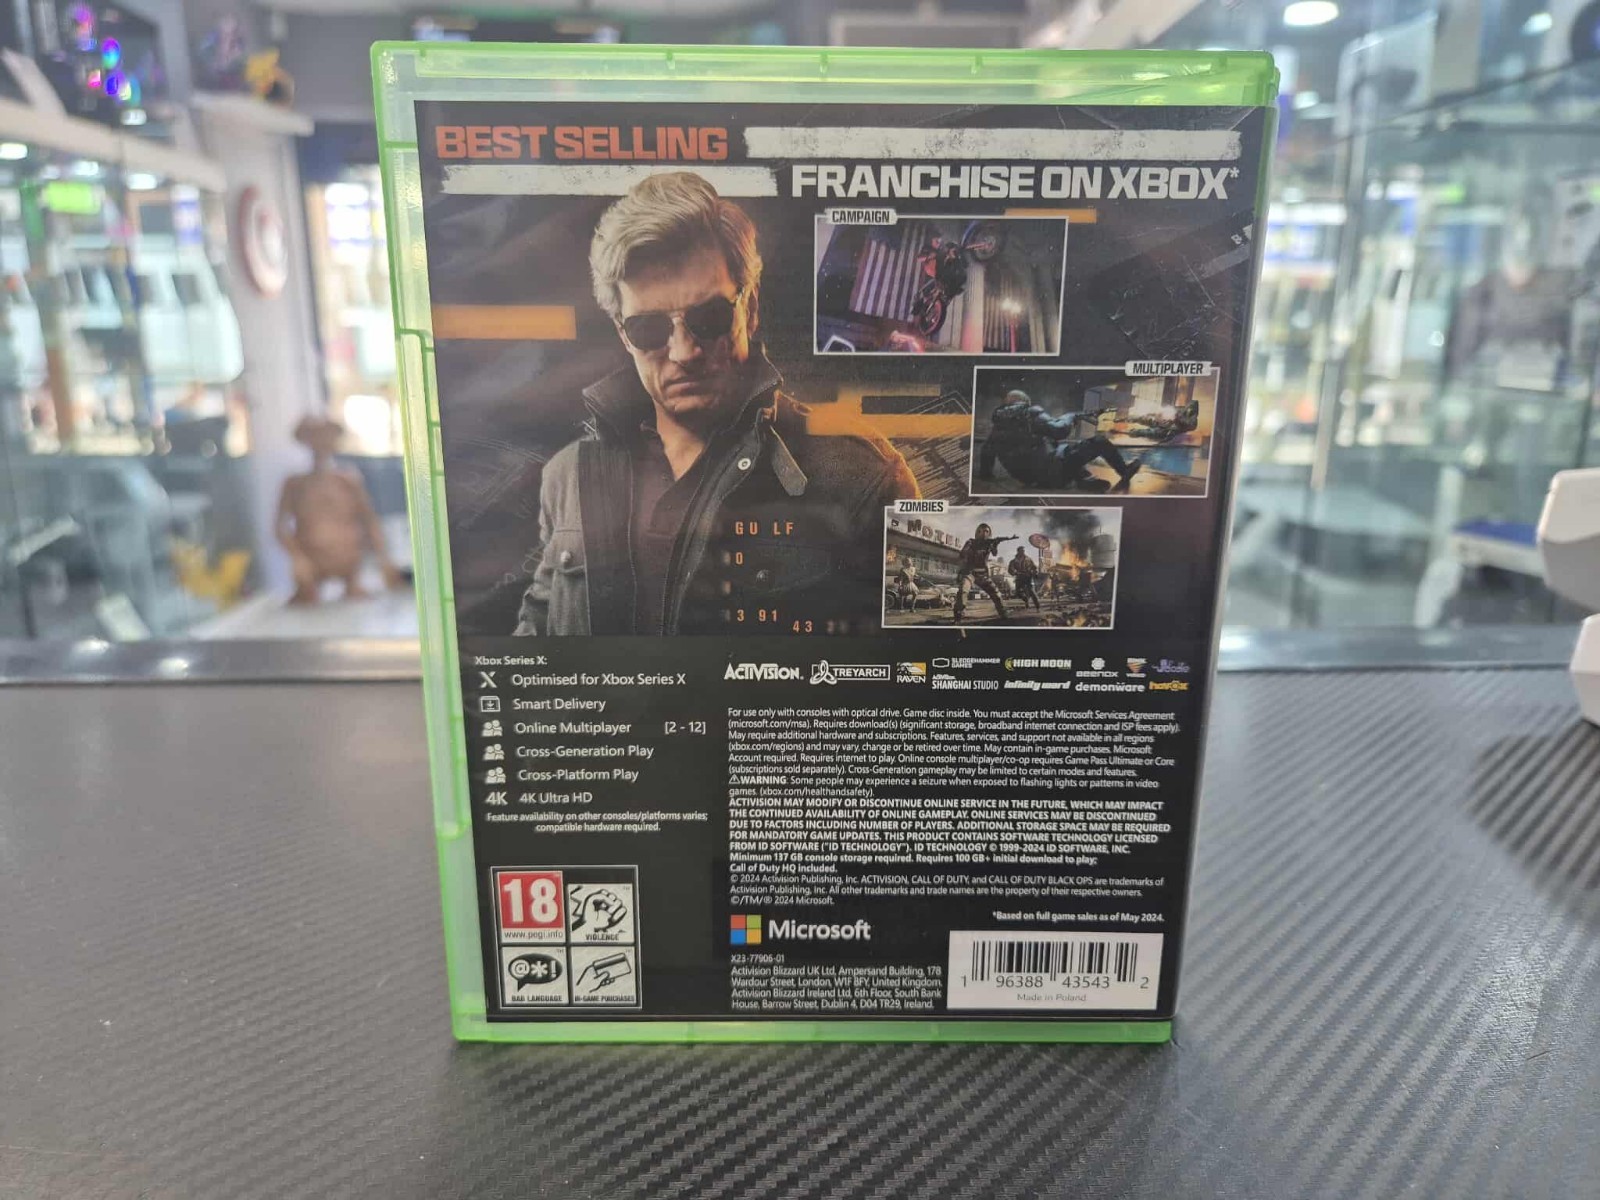 BEST SELLING
FRANCHISE ON XBOX*
CAMPAIGN
MULTIPLAYER
ZOMBIES
MOTEL
GU LF
0
3 91
43
Xbox Series X:
X Optimised for Xbox Series X
Smart Delivery
Online Multiplayer [2 - 12]
Cross-Generation Play
Cross-Platform Play
4K 4K Ultra HD
Feature availability on other consoles/platforms varies;
compatible hardware required.
18
www.pegi.info
VIOLENCE
@*!
BAD LANGUAGE
IN-GAME PURCHASES
ACTIVISION. TREYARCH RAVEN SLEDGEHAMMER GAMES HIGH MOON BEENOX
ACTIVISION SHANGHAI STUDIO infinity ward demonware
For use only with consoles with optical drive. Game disc inside. You must accept the Microsoft Services Agreement
(microsoft.com/msa). Requires download(s) (significant storage, broadband internet connection and ISP fees apply).
May require additional hardware and subscriptions. Features, services, and support not available in all regions
(xbox.com/regions) and may vary, change or be retired over time. May contain in-game purchases. Microsoft
Account required. Requires internet to play. Online console multiplayer/co-op requires Game Pass Ultimate or Core
(subscriptions sold separately). Cross-Generation gameplay may be limited to certain modes and features.
⚠WARNING: Some people may experience a seizure when exposed to flashing lights or patterns in video
games. (xbox.com/healthandsafety).
ACTIVISION MAY MODIFY OR DISCONTINUE ONLINE SERVICE IN THE FUTURE, WHICH MAY IMPACT
THE CONTINUED AVAILABILITY OF ONLINE GAMEPLAY. ONLINE SERVICES MAY BE DISCONTINUED
DUE TO FACTORS INCLUDING NUMBER OF PLAYERS. ADDITIONAL STORAGE SPACE MAY BE REQUIRED
FOR MANDATORY GAME UPDATES. THIS PRODUCT CONTAINS SOFTWARE TECHNOLOGY LICENSED
FROM ID SOFTWARE ("ID TECHNOLOGY"). ID TECHNOLOGY © 1999-2024 ID SOFTWARE, INC.
Minimum 137 GB console storage required. Requires 100 GB+ initial download to play;
Call of Duty HQ included.
© 2024 Activision Publishing, Inc. ACTIVISION, CALL OF DUTY, and CALL OF DUTY BLACK OPS are trademarks of
Activision Publishing, Inc. All other trademarks and trade names are the property of their respective owners.
©/TM/® 2024 Microsoft.
*Based on full game sales as of May 2024.
Microsoft
X23-77906-01
Activision Blizzard UK Ltd, Ampersand Building, 178
Wardour Street, London, W1F 8FY, United Kingdom,
Activision Blizzard Ireland Ltd, 6th Floor, South Bank
House, Barrow Street, Dublin 4, D04 TR29, Ireland.
1 96388 43543 2
Made in Poland